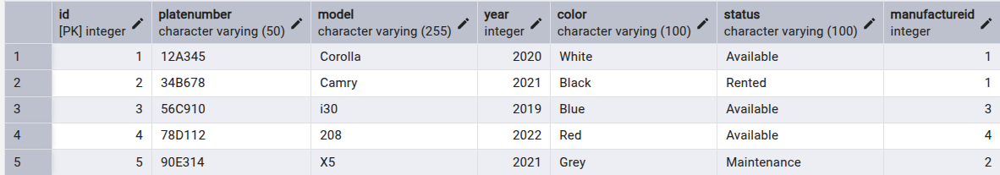 id platenumber model year color status manufactureid
[PK] integer character varying (50) character varying (255) integer character varying (100) character varying (100) integer
1 1 12A345 Corolla 2020 White Available 1
2 2 34B678 Camry 2021 Black Rented 1
3 3 56C910 i30 2019 Blue Available 3
4 4 78D112 208 2022 Red Available 4
5 5 90E314 X5 2021 Grey Maintenance 2